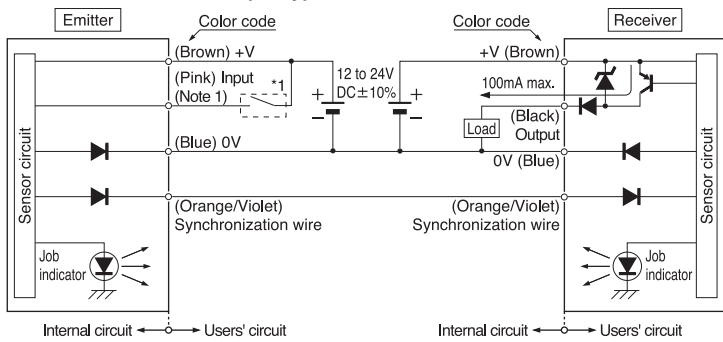 Emitter
Color code
Color code
Receiver
(Brown) +V
+V (Brown)
(Pink) Input
(Note 1)
*1
12 to 24V
DC±10%
+
−
+
−
100mA max.
Load
(Black)
Output
(Blue) 0V
0V (Blue)
Sensor circuit
Sensor circuit
(Orange/Violet)
Synchronization wire
(Orange/Violet)
Synchronization wire
Job
indicator
Job
indicator
Internal circuit
Users' circuit
Internal circuit
Users' circuit